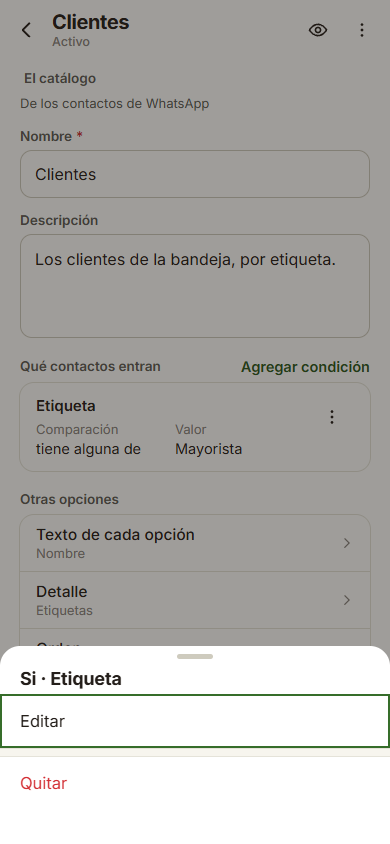 Clientes
Activo
El catálogo
De los contactos de WhatsApp
Nombre *
Clientes
Descripción
Los clientes de la bandeja, por etiqueta.
Qué contactos entran
Agregar condición
Etiqueta
Comparación
Valor
tiene alguna de
Mayorista
Otras opciones
Texto de cada opción
Nombre
Detalle
Etiquetas
Si · Etiqueta
Editar
Quitar